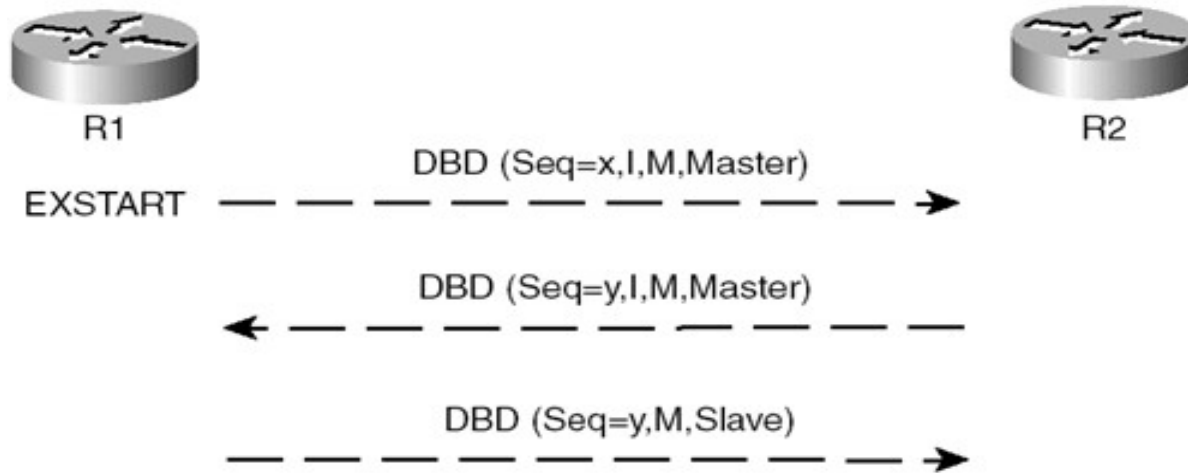 R1
R2
DBD (Seq=x,I,M,Master)
EXSTART
DBD (Seq=y,I,M,Master)
DBD (Seq=y,M,Slave)